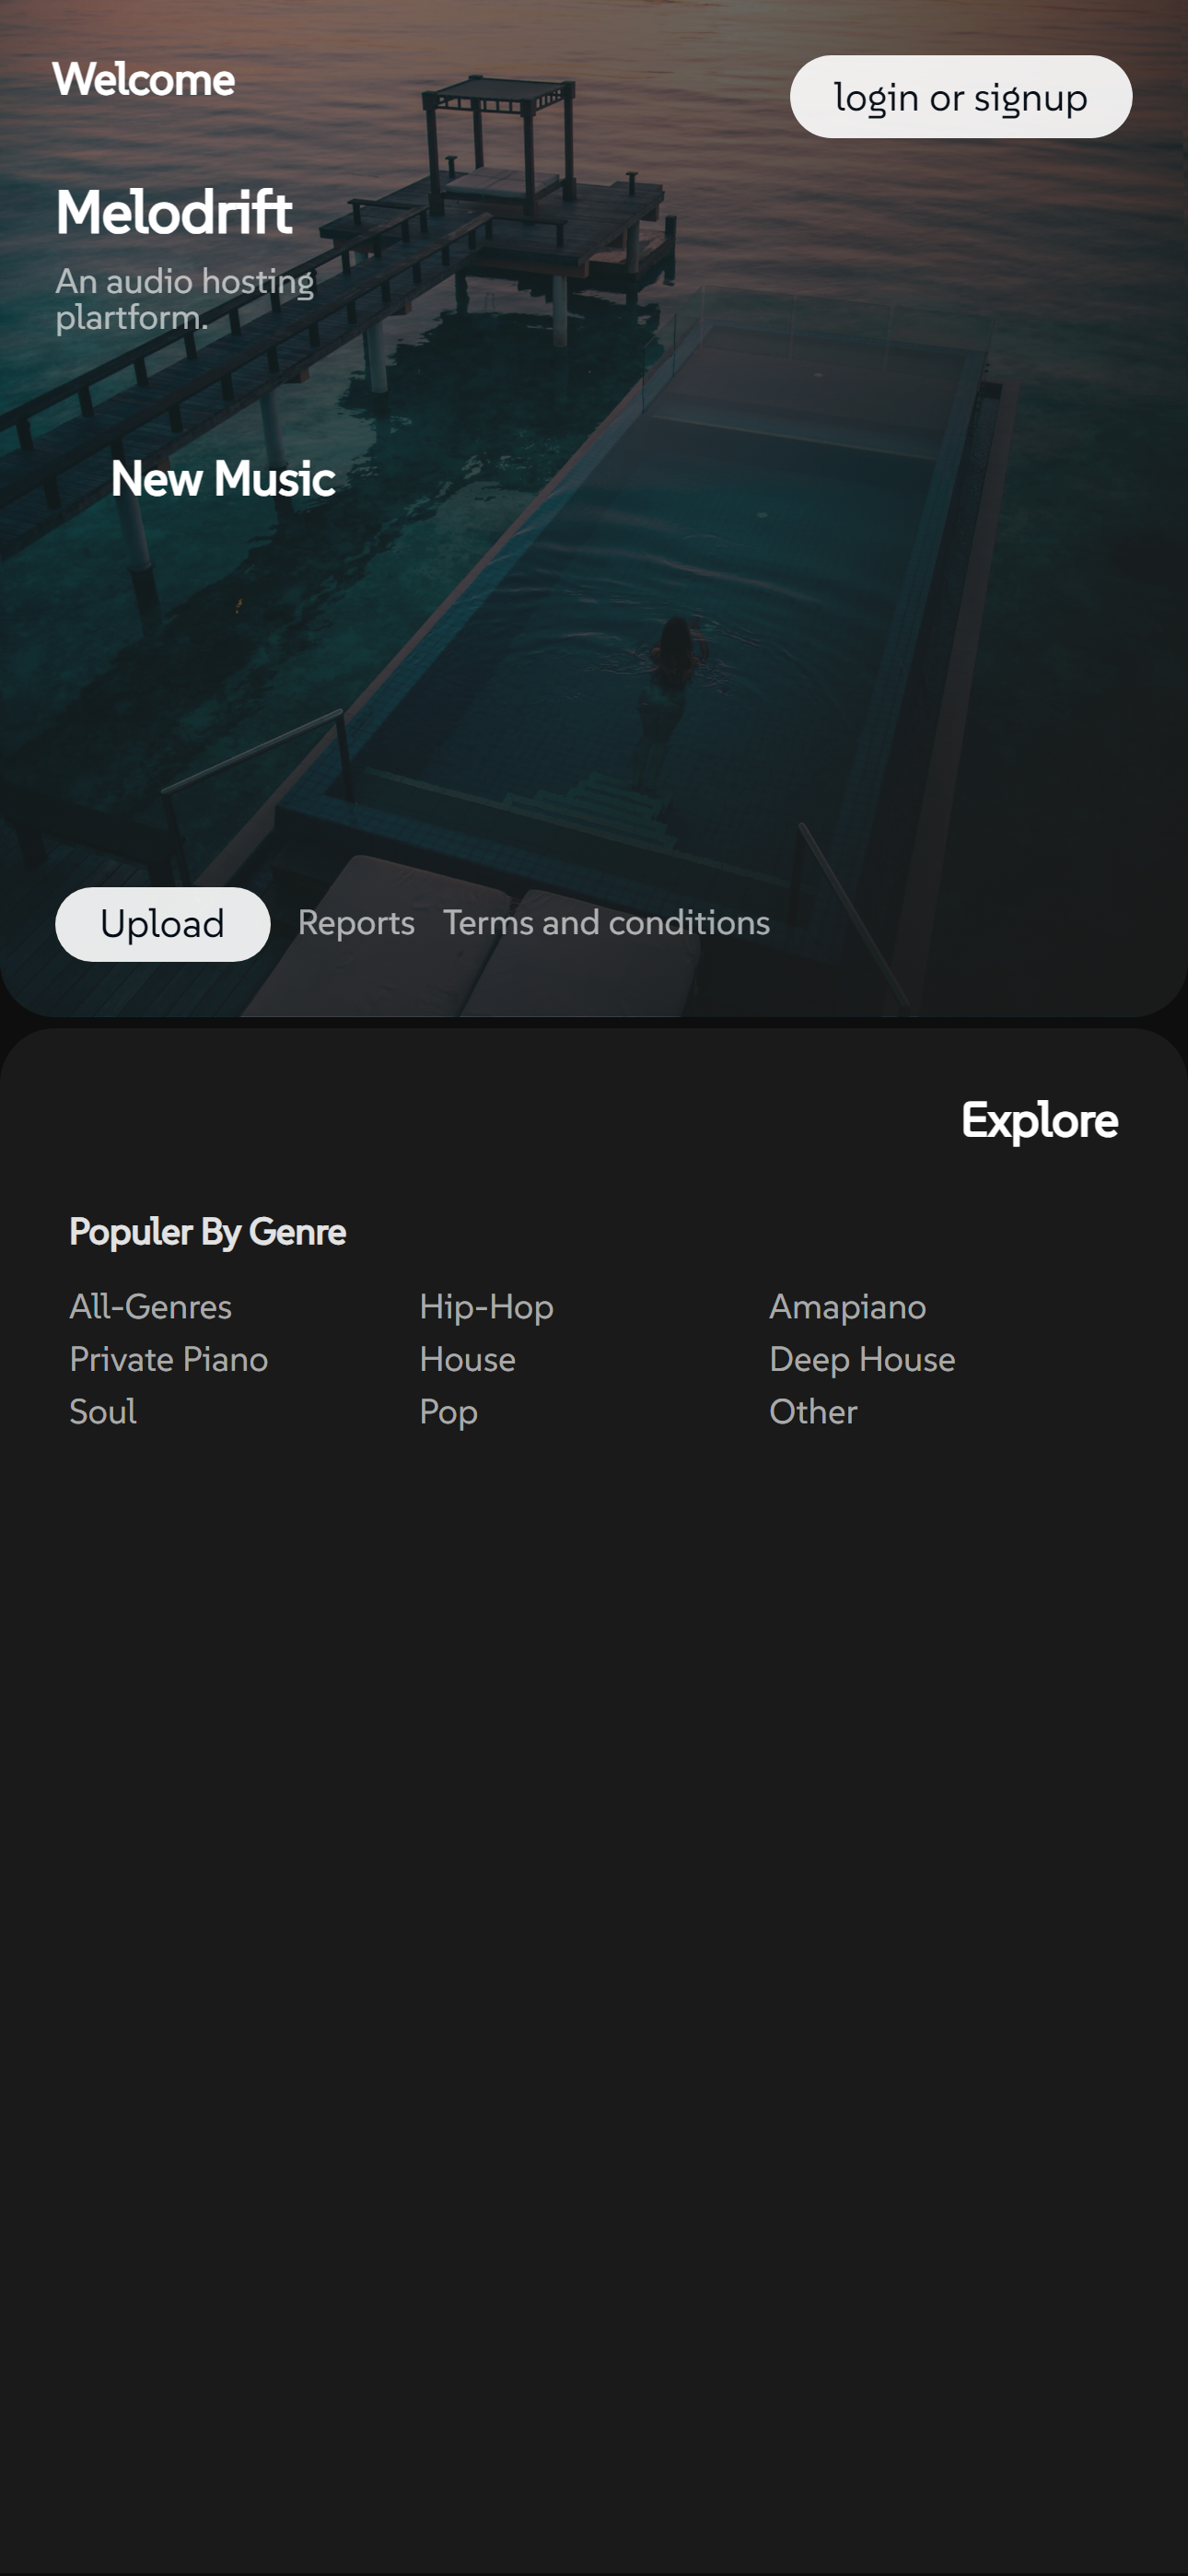 Welcome
login or signup
Melodrift
An audio hosting
plartform.
New Music
Upload
Reports
Terms and conditions
Explore
Populer By Genre
All-Genres
Hip-Hop
Amapiano
Private Piano
House
Deep House
Soul
Pop
Other